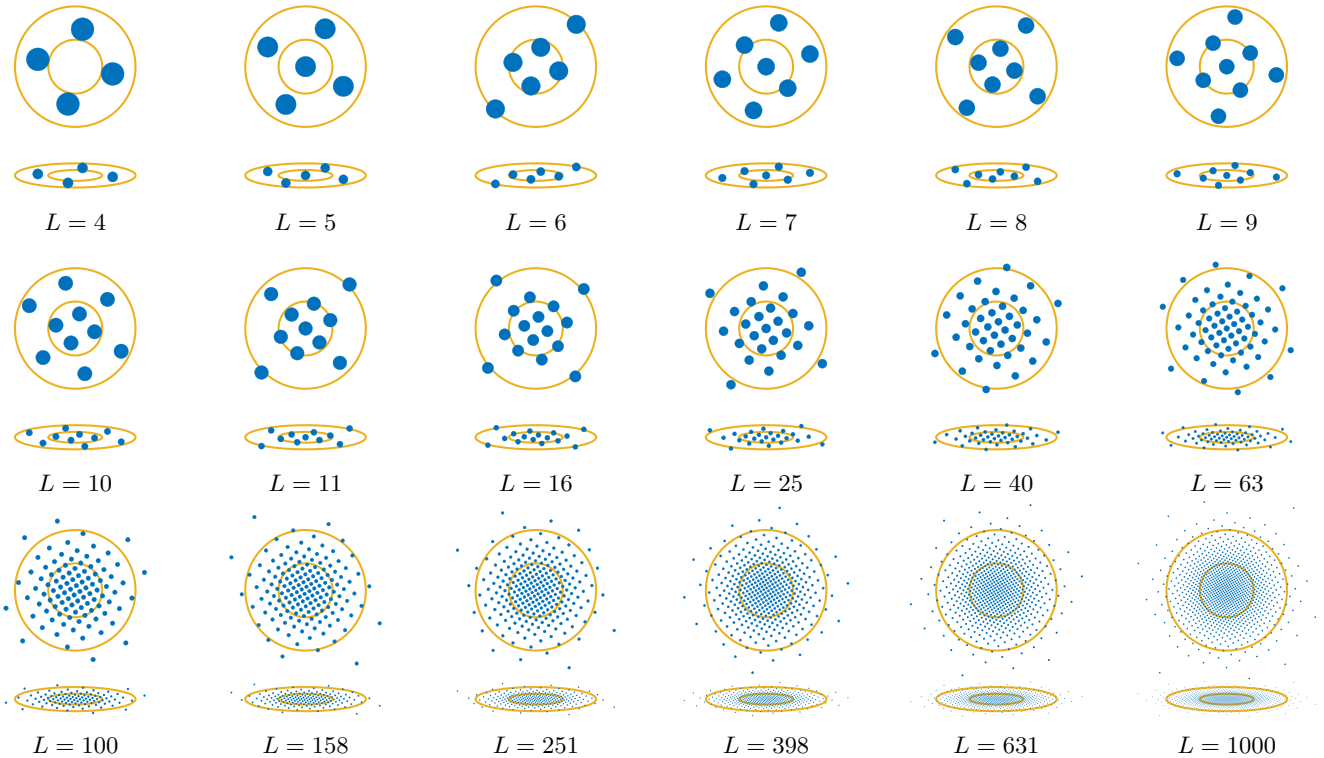 L = 4 L = 5 L = 6 L = 7 L = 8 L = 9
L = 10 L = 11 L = 16 L = 25 L = 40 L = 63
L = 100 L = 158 L = 251 L = 398 L = 631 L = 1000